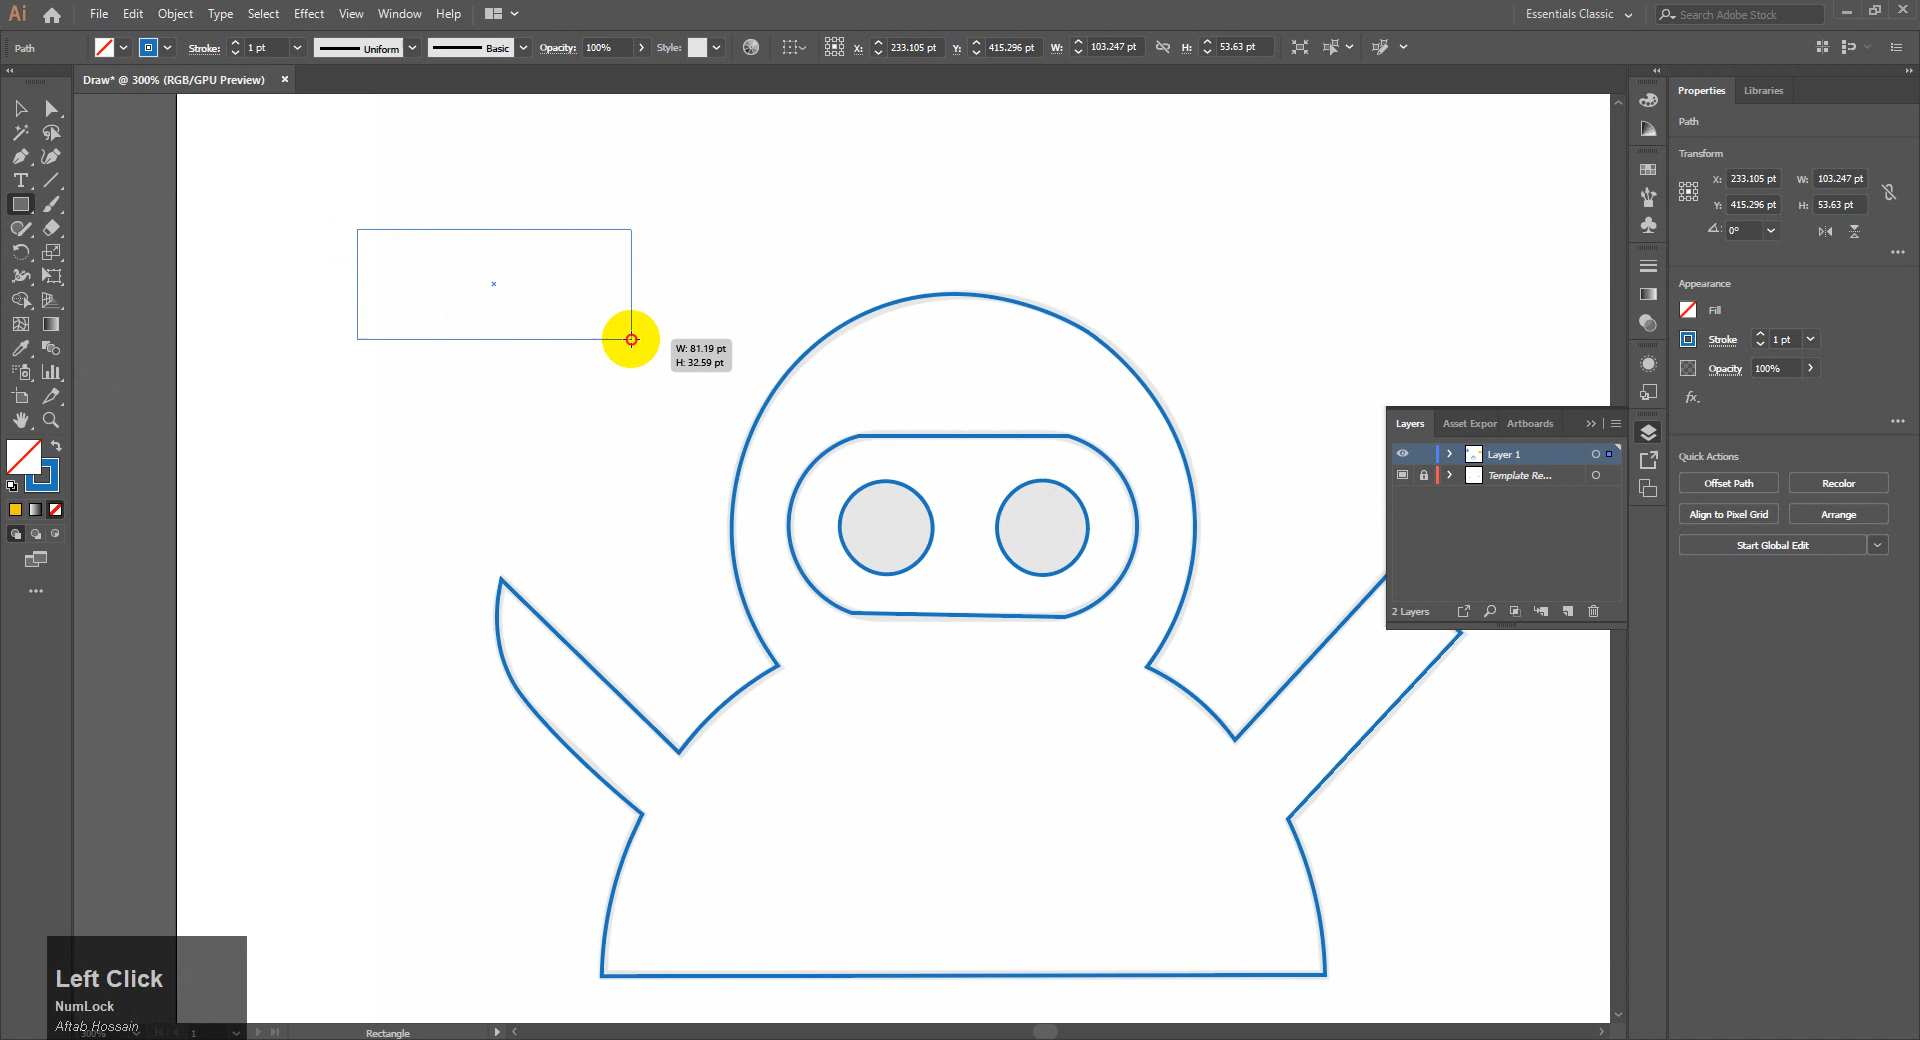 Ai File Edit Object Type Select Effect View Window Help Essentials Classic Search Adobe Stock
Path Stroke: 1 pt Uniform Basic Opacity: 100% Style: X: 233.105 pt Y: 415.296 pt W: 103.247 pt H: 53.63 pt
Draw* @ 300% (RGB/GPU Preview)
Properties Libraries
Path
Transform
X: 233.105 pt W: 103.247 pt
Y: 415.296 pt H: 53.63 pt
0°
Appearance
Fill
Stroke 1 pt
Opacity 100%
fx.
Quick Actions
Offset Path Recolor
Align to Pixel Grid Arrange
Start Global Edit
W: 81.19 pt
H: 32.59 pt
Layers Asset Expor Artboards
Layer 1
Template Re...
2 Layers
Left Click
NumLock
Aftab Hossain
300% 1 Rectangle